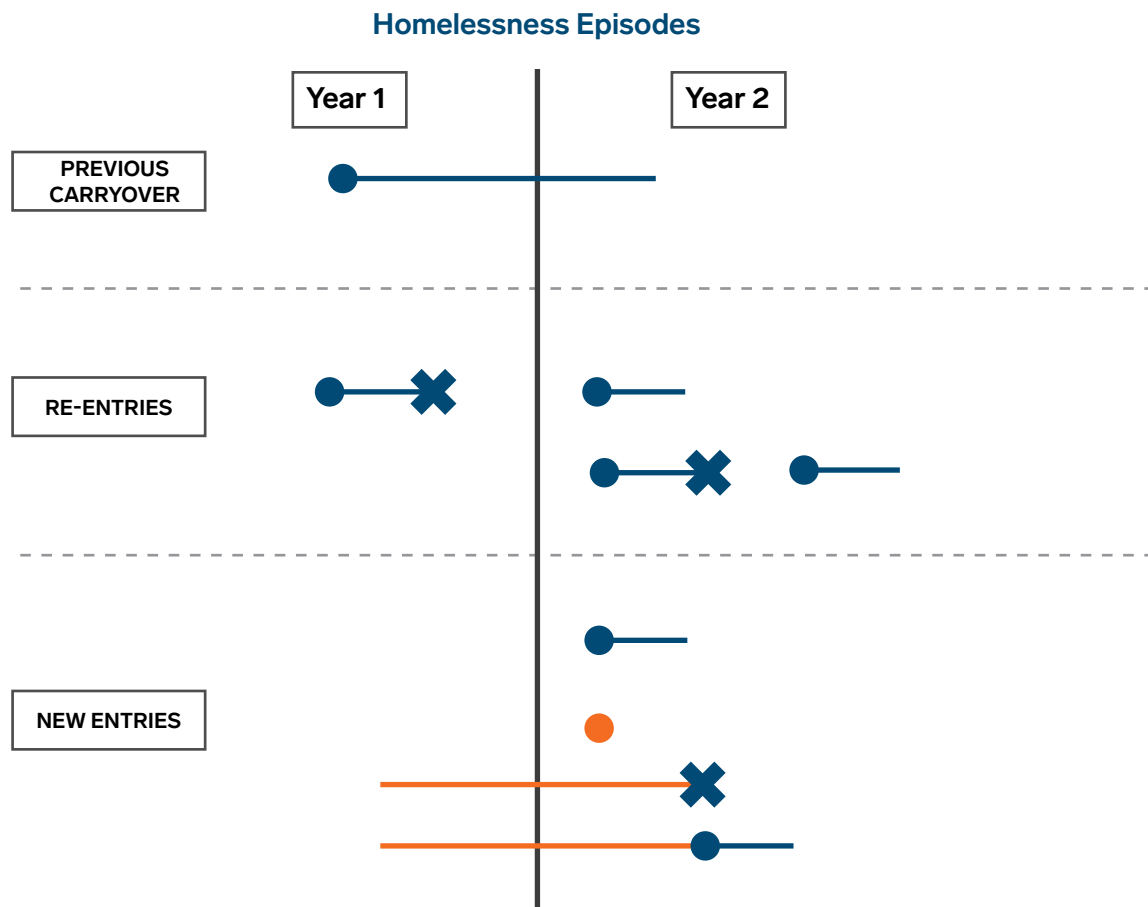 Homelessness Episodes
Year 1
Year 2
PREVIOUS
CARRYOVER
RE-ENTRIES
NEW ENTRIES